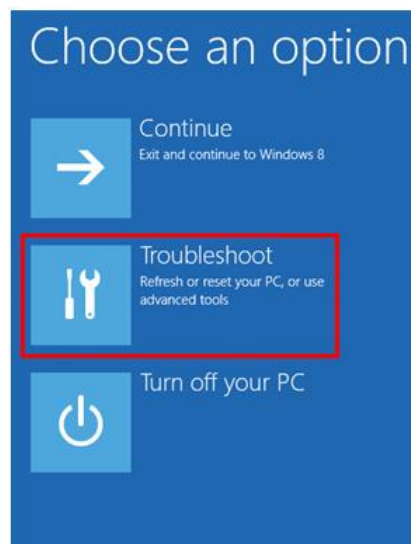 Choose an option
Continue
Exit and continue to Windows 8
Troubleshoot
Refresh or reset your PC, or use
advanced tools
Turn off your PC